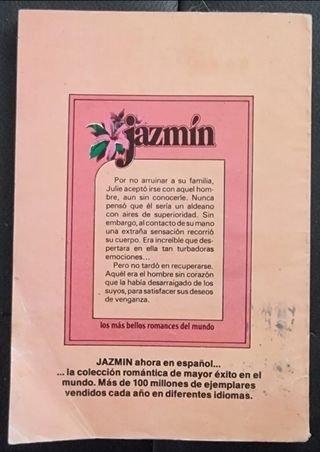 jazmín
Por no arruinar a su familia,
Julie aceptó irse con aquel hom-
bre, aun sin conocerle. Nunca
pensó que él sería un aldeano
con aires de superioridad. Sin
embargo, al contacto de su mano
una extraña sensación recorrió
su cuerpo. Era increíble que des-
pertara en ella tan turbadoras
emociones...
Pero no tardó en recuperarse.
Aquél era el hombre sin corazón
que la había desarraigado de los
suyos, para satisfacer sus deseos
de venganza.
los más bellos romances del mundo
JAZMIN ahora en español...
... la colección romántica de mayor éxito en el
mundo. Más de 100 millones de ejemplares
vendidos cada año en diferentes idiomas.